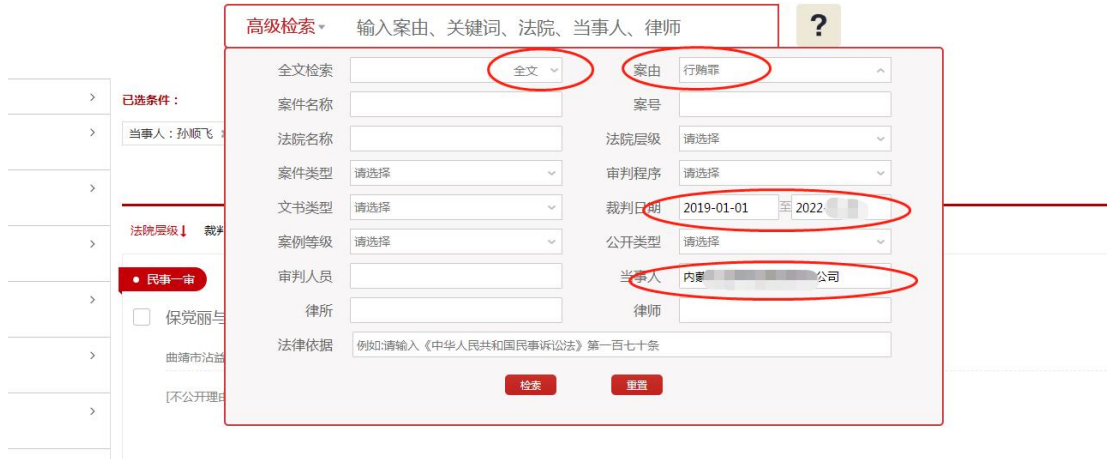 高级检索 输入案由、关键词、法院、当事人、律师 ?
全文检索 全文 案由 行贿罪
已选条件：
案件名称 案号
当事人：孙顺飞
法院名称 法院层级 请选择
案件类型 请选择 审判程序 请选择
文书类型 请选择 裁判日期 2019-01-01 至 2022-
法院层级↓ 裁判
案例等级 请选择 公开类型 请选择
• 民事一审
审判人员 当事人 内蒙 公司
保党丽与
律所 律师
曲靖市沾益
法律依据 例如:请输入《中华人民共和国民事诉讼法》第一百七十条
检索 重置
[不公开理由